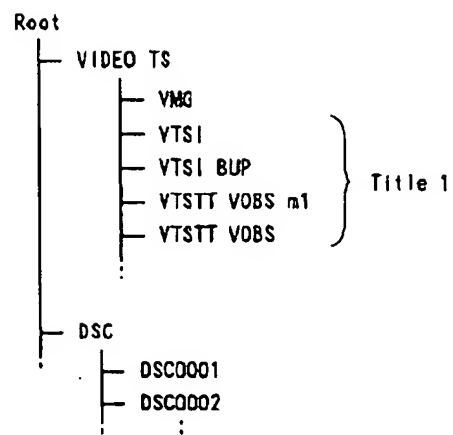 Root
VIDEO TS
VMG
VTSI
VTSI BUP
VTSTT VOBS m1
VTSTT VOBS
Title 1
DSC
DSC0001
DSC0002